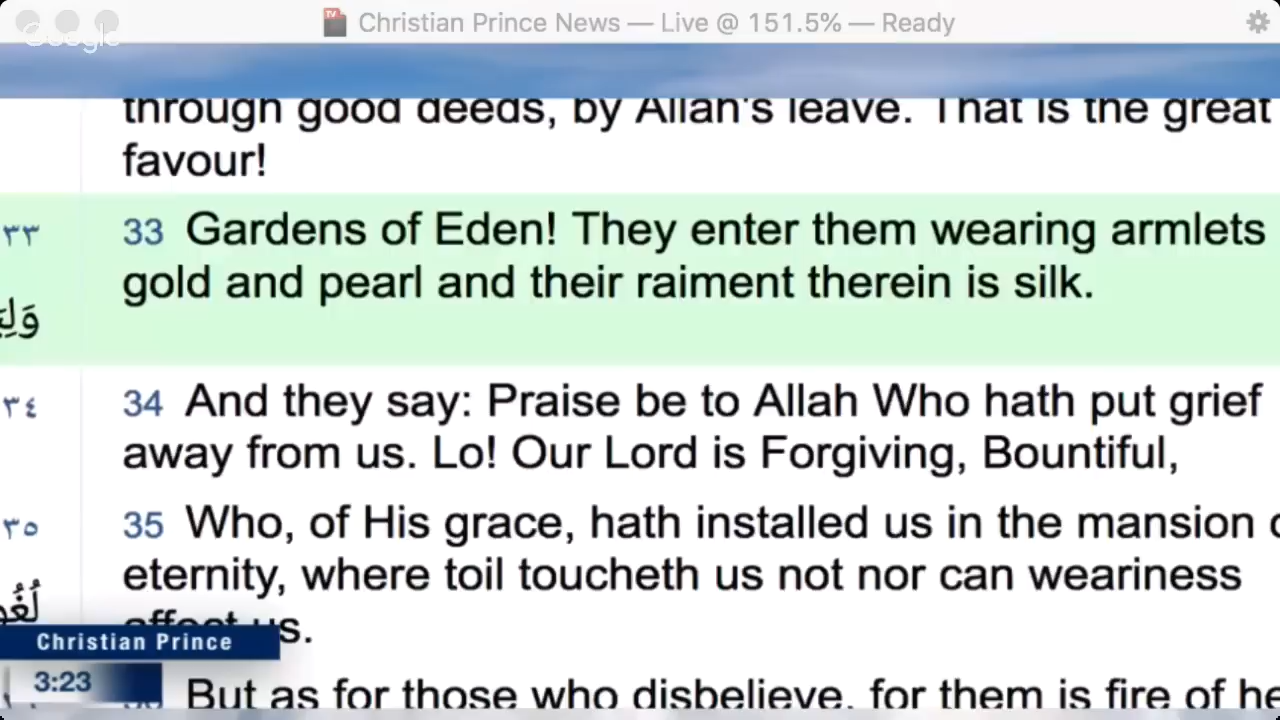 Christian Prince News — Live @ 151.5% — Ready
Google
through good deeds, by Allah's leave. That is the great
favour!
٣٣ 33 Gardens of Eden! They enter them wearing armlets
gold and pearl and their raiment therein is silk.
٣٤ 34 And they say: Praise be to Allah Who hath put grief
away from us. Lo! Our Lord is Forgiving, Bountiful,
٣٥ 35 Who, of His grace, hath installed us in the mansion
eternity, where toil toucheth us not nor can weariness
affect us.
Christian Prince
3:23
But as for those who disbelieve, for them is fire of